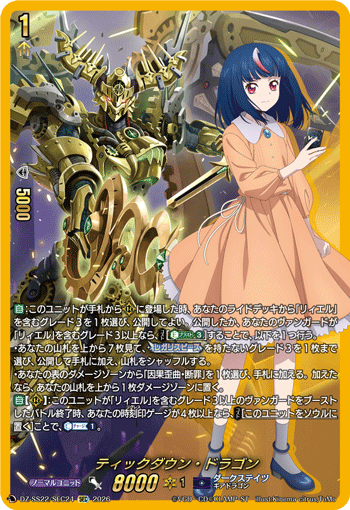 1
5000
自：このユニットが手札からRに登場した時、あなたのライドデッキから「リィエル」
を含むグレード3を1枚選び、公開してよい。公開したか、あなたのヴァンガードが
「リィエル」を含むグレード3以上なら、【コスト】することで、以下を1つ行う。
・あなたの山札を上から7枚見て、を持たないグレード3を1枚まで
選び、公開して手札に加え、山札をシャッフルする。
・あなたの表のダメージゾーンから「因果歪曲・断罪」を1枚選び、手札に加える。加えた
なら、あなたの山札を上から1枚ダメージゾーンに置く。
自【R】：このユニットが「リィエル」を含むグレード3以上のヴァンガードをブースト
したバトル終了時、あなたの時刻印ゲージが4枚以上なら、【このユニットをソウルに
置く】ことで、1。
ノーマルユニット
ティックダウン・ドラゴン
8000 1
ダークステイツ
ギアドラゴン
DZ-SS22/SEC24 2026